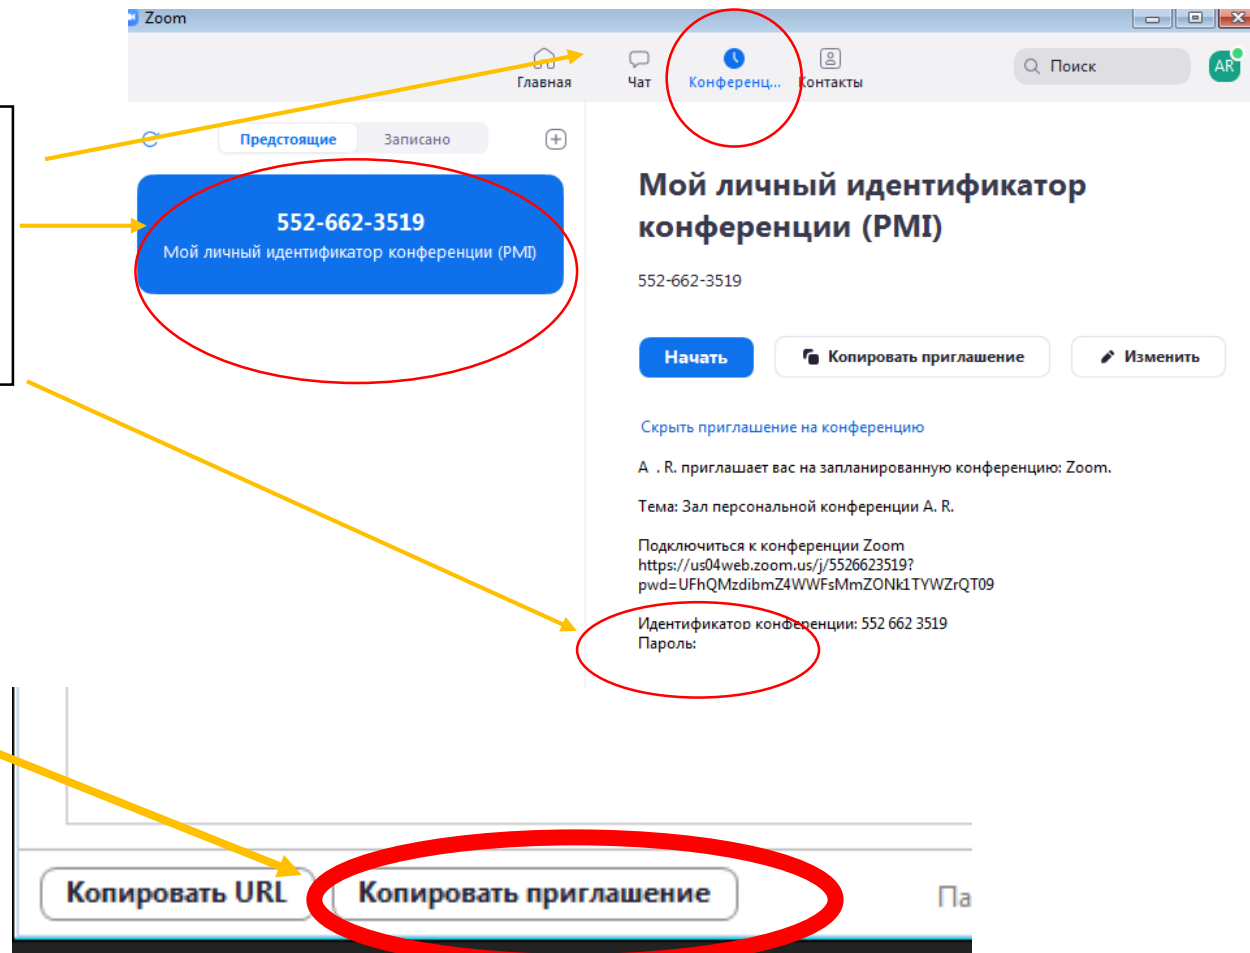 Zoom
Главная
Чат
Конференц...
Контакты
Поиск
AR
Предстоящие
Записано
552-662-3519
Мой личный идентификатор конференции (PMI)
Мой личный идентификатор
конференции (PMI)
552-662-3519
Начать
Копировать приглашение
Изменить
Скрыть приглашение на конференцию
A . R. приглашает вас на запланированную конференцию: Zoom.
Тема: Зал персональной конференции A. R.
Подключиться к конференции Zoom
https://us04web.zoom.us/j/5526623519?
pwd=UFhQMzdibmZ4WWFsMmZONk1TYWZrQT09
Идентификатор конференции: 552 662 3519
Пароль:
Копировать URL
Копировать приглашение
Па